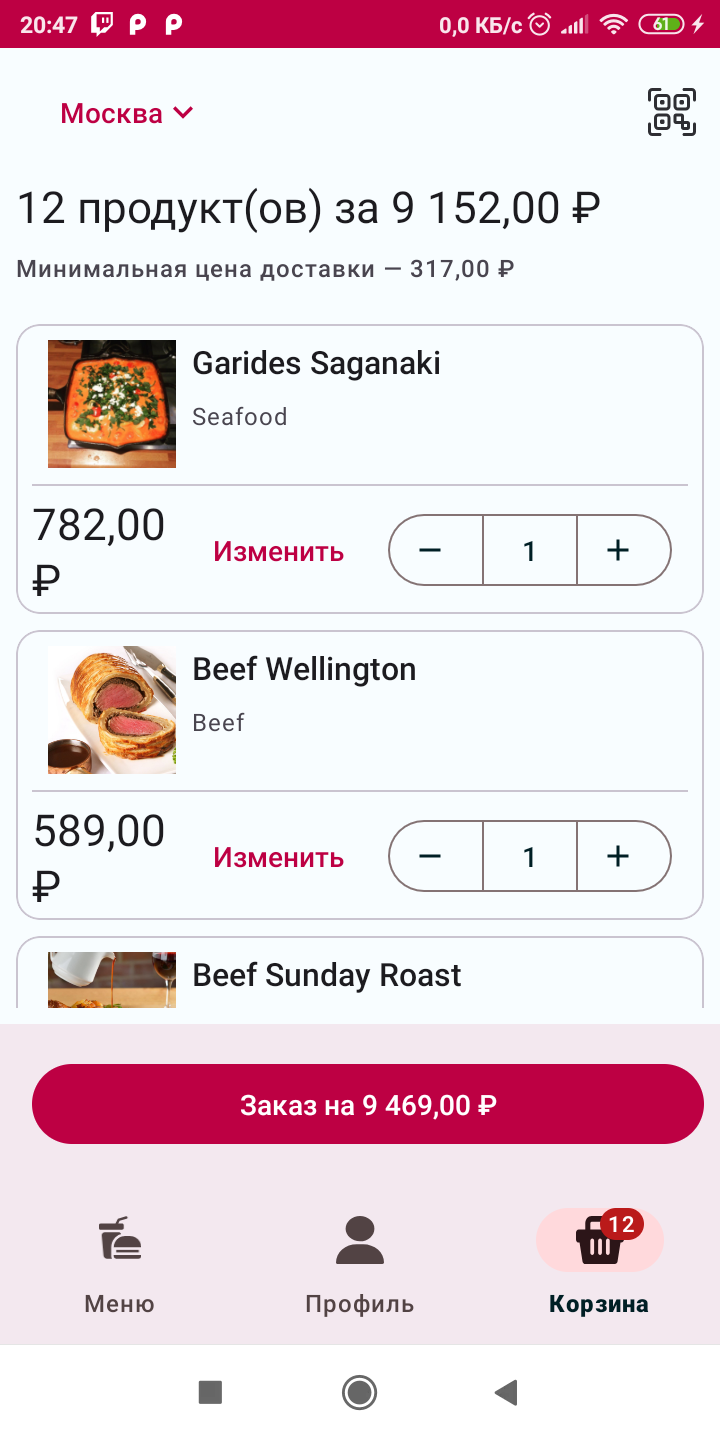 20:47
0,0 КБ/с
61
Москва
12 продукт(ов) за 9 152,00 ₽
Минимальная цена доставки — 317,00 ₽
Garides Saganaki
Seafood
782,00
₽
Изменить
− 1 +
Beef Wellington
Beef
589,00
₽
Изменить
− 1 +
Beef Sunday Roast
Заказ на 9 469,00 ₽
12
Меню
Профиль
Корзина